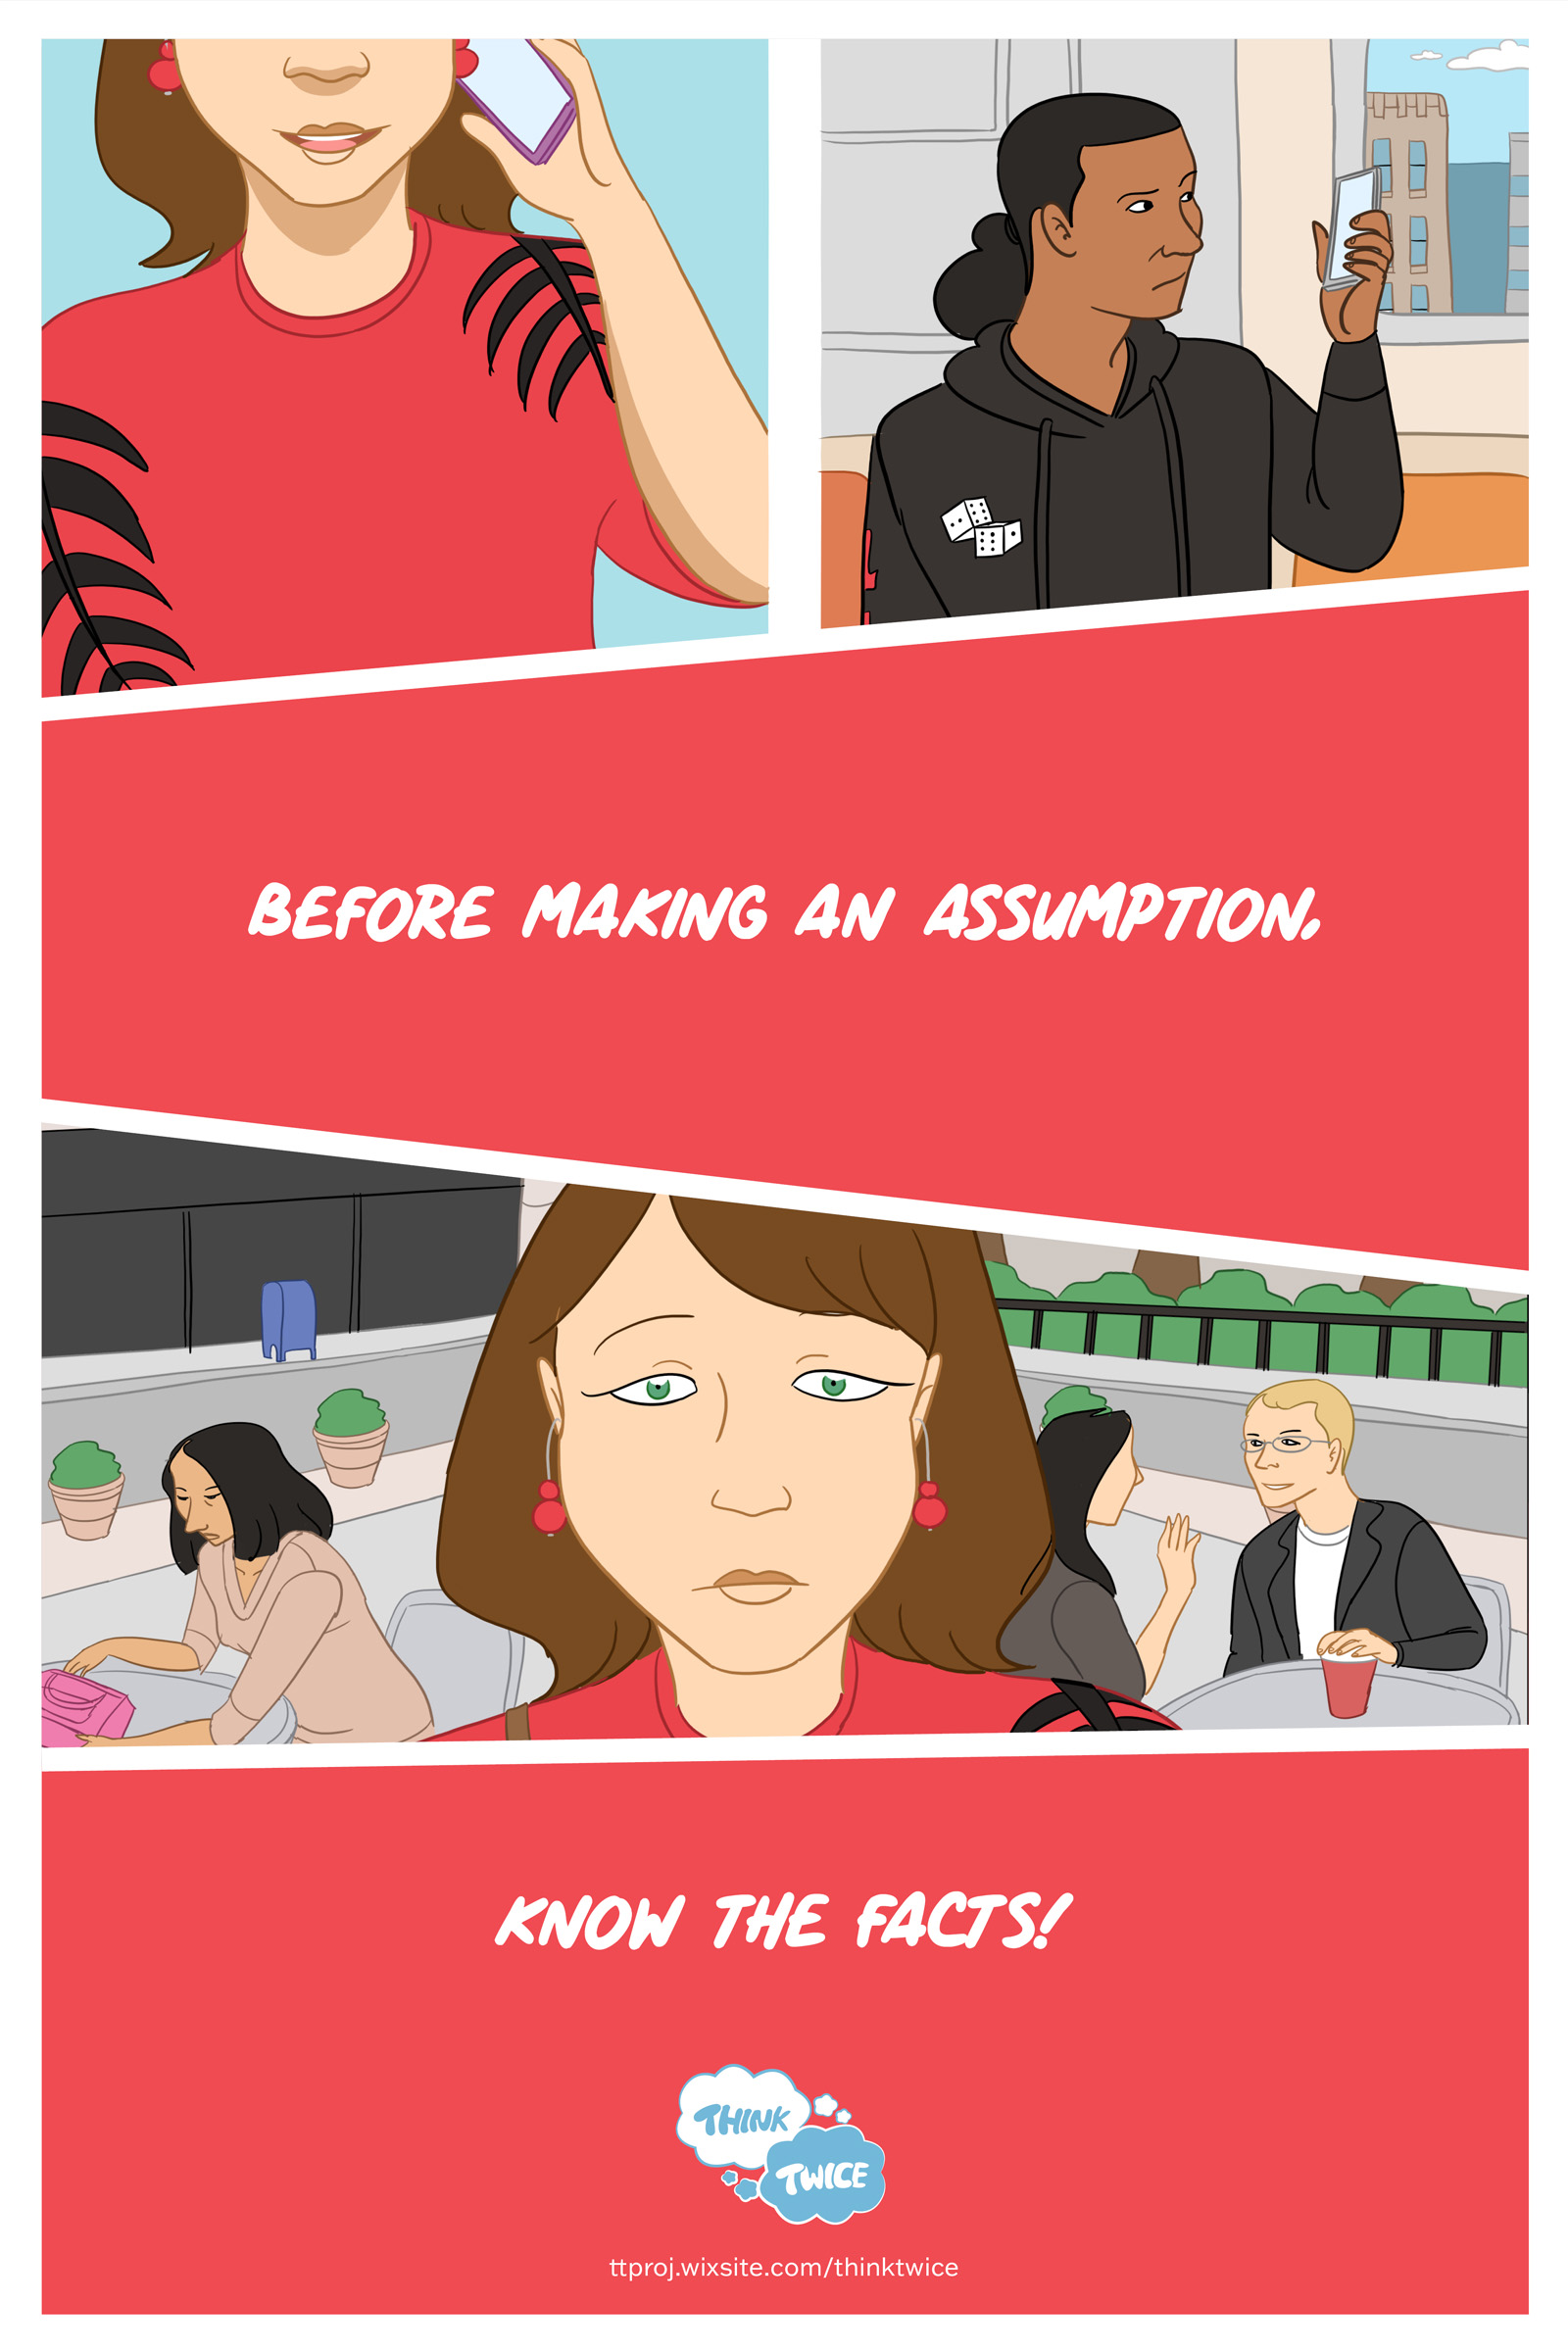 BEFORE MAKING AN ASSUMPTION,
KNOW THE FACTS!
THINK
TWICE
ttproj.wixsite.com/thinktwice